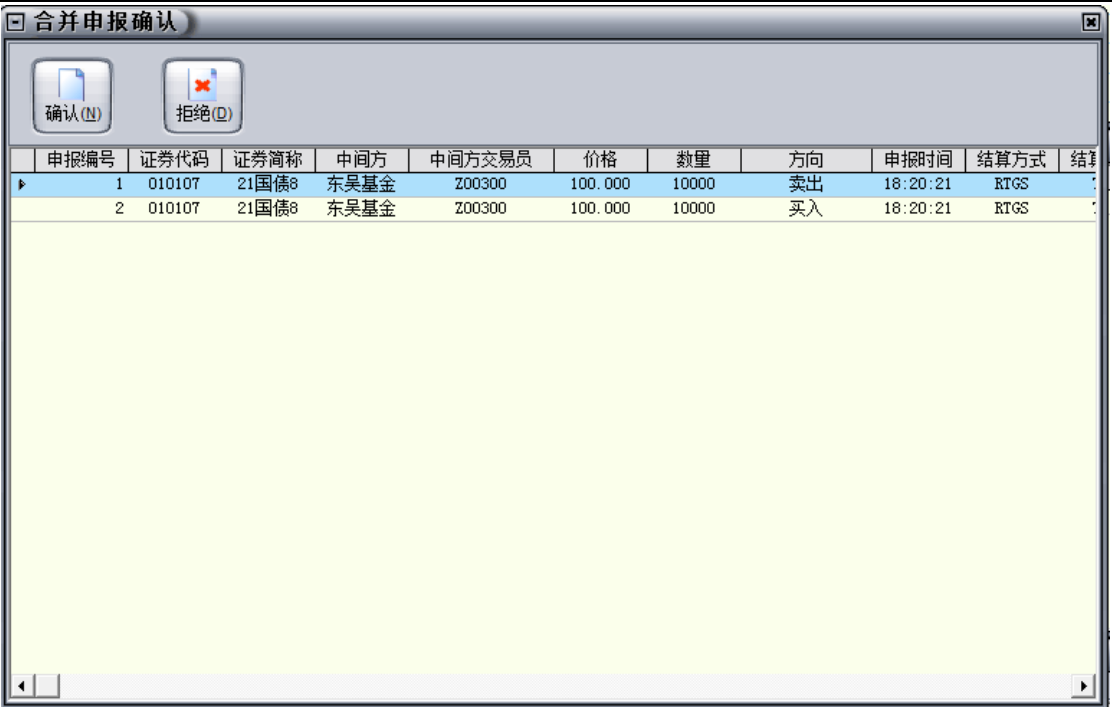 合并申报确认
确认(N) 拒绝(D)
申报编号 证券代码 证券简称 中间方 中间方交易员 价格 数量 方向 申报时间 结算方式 结算
1 010107 21国债8 东吴基金 Z00300 100.000 10000 卖出 18:20:21 RTGS
2 010107 21国债8 东吴基金 Z00300 100.000 10000 买入 18:20:21 RTGS